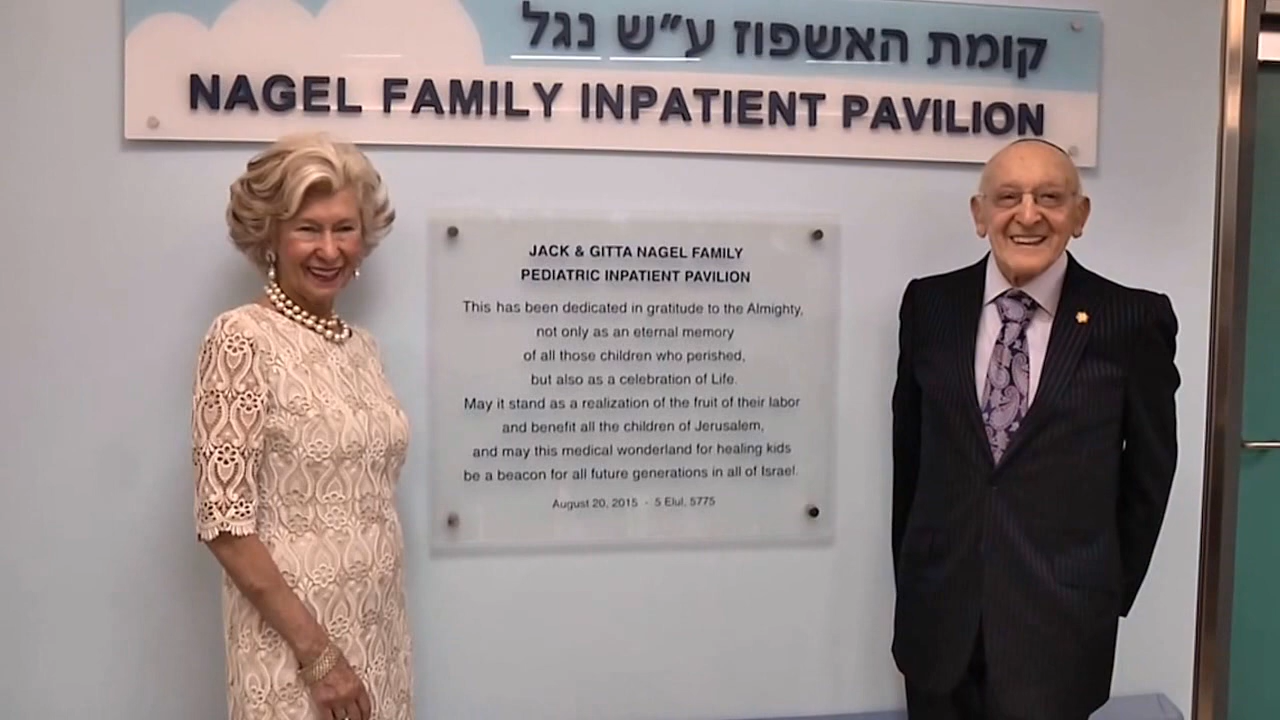 קומת האשפוז ע״ש נגל
NAGEL FAMILY INPATIENT PAVILION
JACK & GITTA NAGEL FAMILY
PEDIATRIC INPATIENT PAVILION
This has been dedicated in gratitude to the Almighty,
not only as an eternal memory
of all those children who perished,
but also as a celebration of Life.
May it stand as a realization of the fruit of their labor
and benefit all the children of Jerusalem,
and may this medical wonderland for healing kids
be a beacon for all future generations in all of Israel.
August 20, 2015 - 5 Elul, 5775